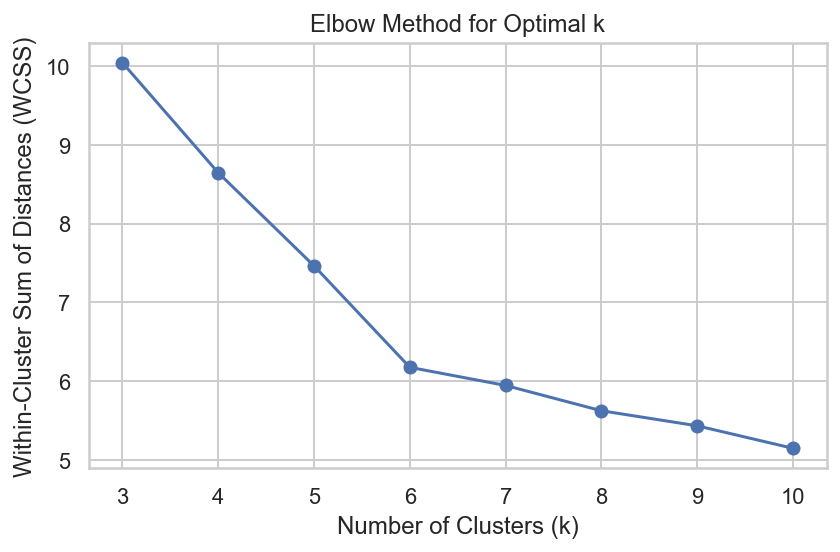 Elbow Method for Optimal k
Within-Cluster Sum of Distances (WCSS)
10
9
8
7
6
5
3 4 5 6 7 8 9 10
Number of Clusters (k)